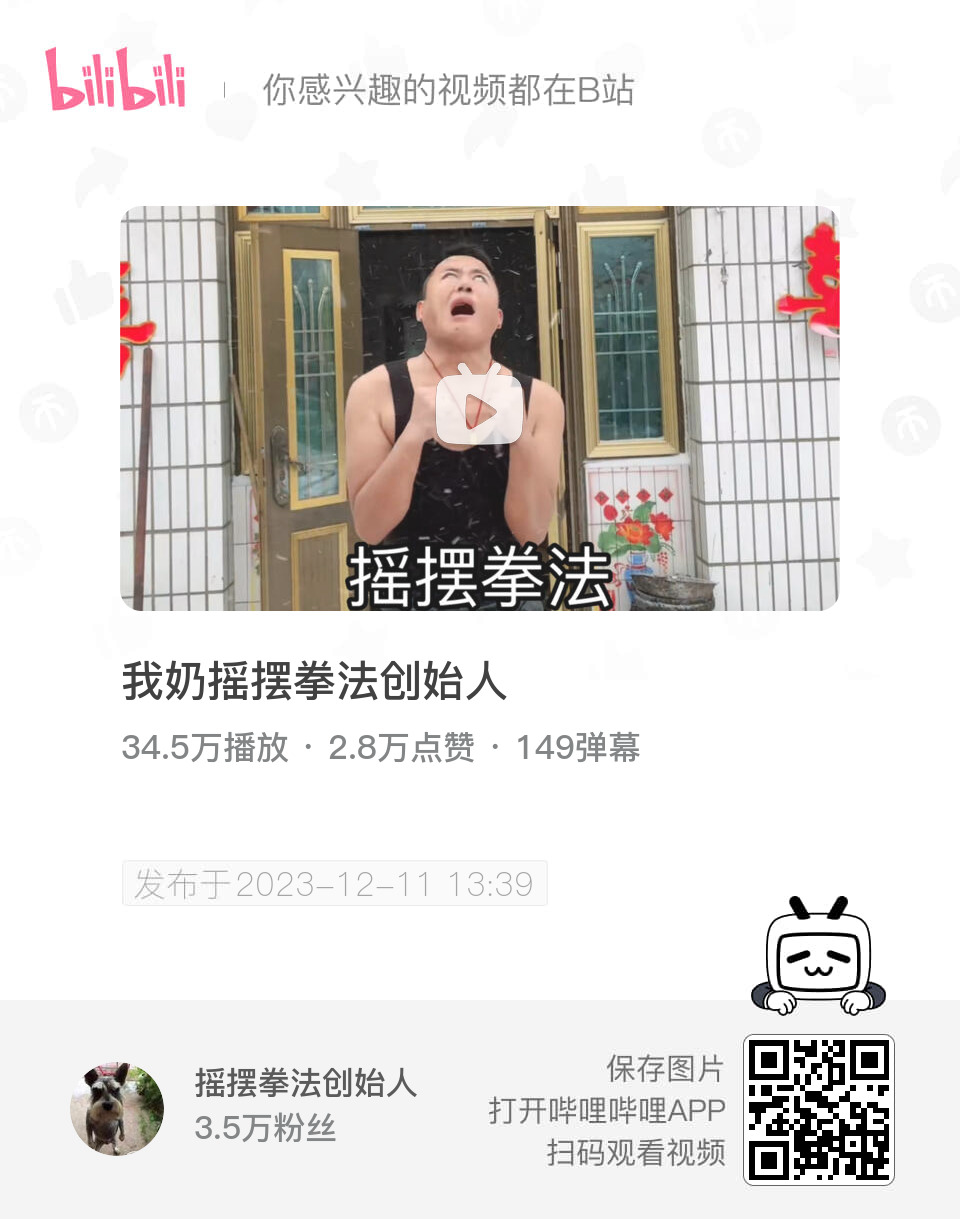 bilibili
你感兴趣的视频都在B站
囍
摇摆拳法
我奶摇摆拳法创始人
34.5万播放 · 2.8万点赞 · 149弹幕
发布于2023-12-11 13:39
摇摆拳法创始人
3.5万粉丝
保存图片
打开哔哩哔哩APP
扫码观看视频